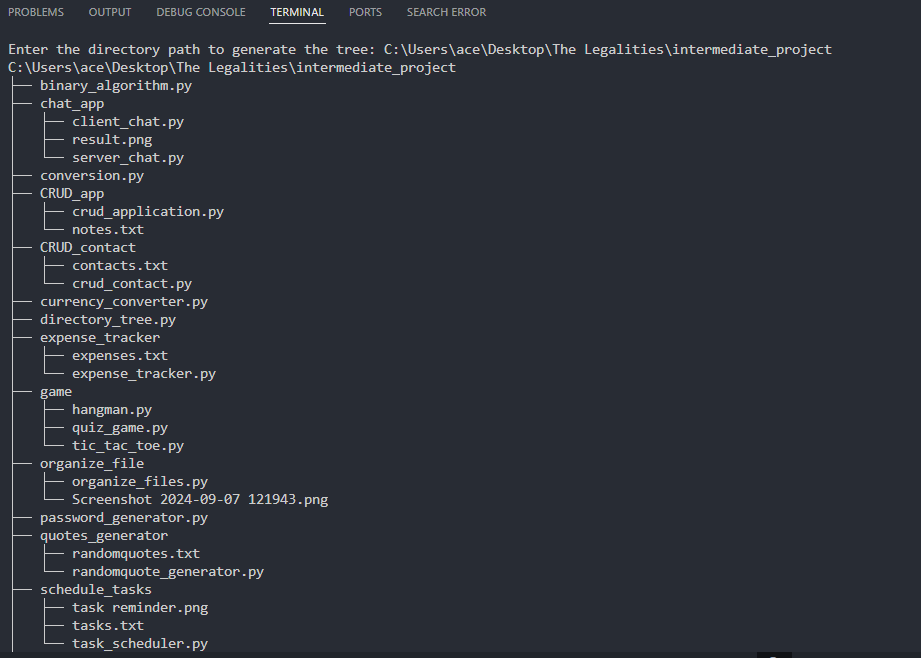 PROBLEMS OUTPUT DEBUG CONSOLE TERMINAL PORTS SEARCH ERROR
Enter the directory path to generate the tree: C:\Users\ace\Desktop\The Legalities\intermediate_project
C:\Users\ace\Desktop\The Legalities\intermediate_project
├── binary_algorithm.py
├── chat_app
│   ├── client_chat.py
│   ├── result.png
│   └── server_chat.py
├── conversion.py
├── CRUD_app
│   ├── crud_application.py
│   └── notes.txt
├── CRUD_contact
│   ├── contacts.txt
│   └── crud_contact.py
├── currency_converter.py
├── directory_tree.py
├── expense_tracker
│   ├── expenses.txt
│   └── expense_tracker.py
├── game
│   ├── hangman.py
│   ├── quiz_game.py
│   └── tic_tac_toe.py
├── organize_file
│   ├── organize_files.py
│   └── Screenshot 2024-09-07 121943.png
├── password_generator.py
├── quotes_generator
│   ├── randomquotes.txt
│   └── randomquote_generator.py
├── schedule_tasks
│   ├── task reminder.png
│   ├── tasks.txt
│   └── task_scheduler.py